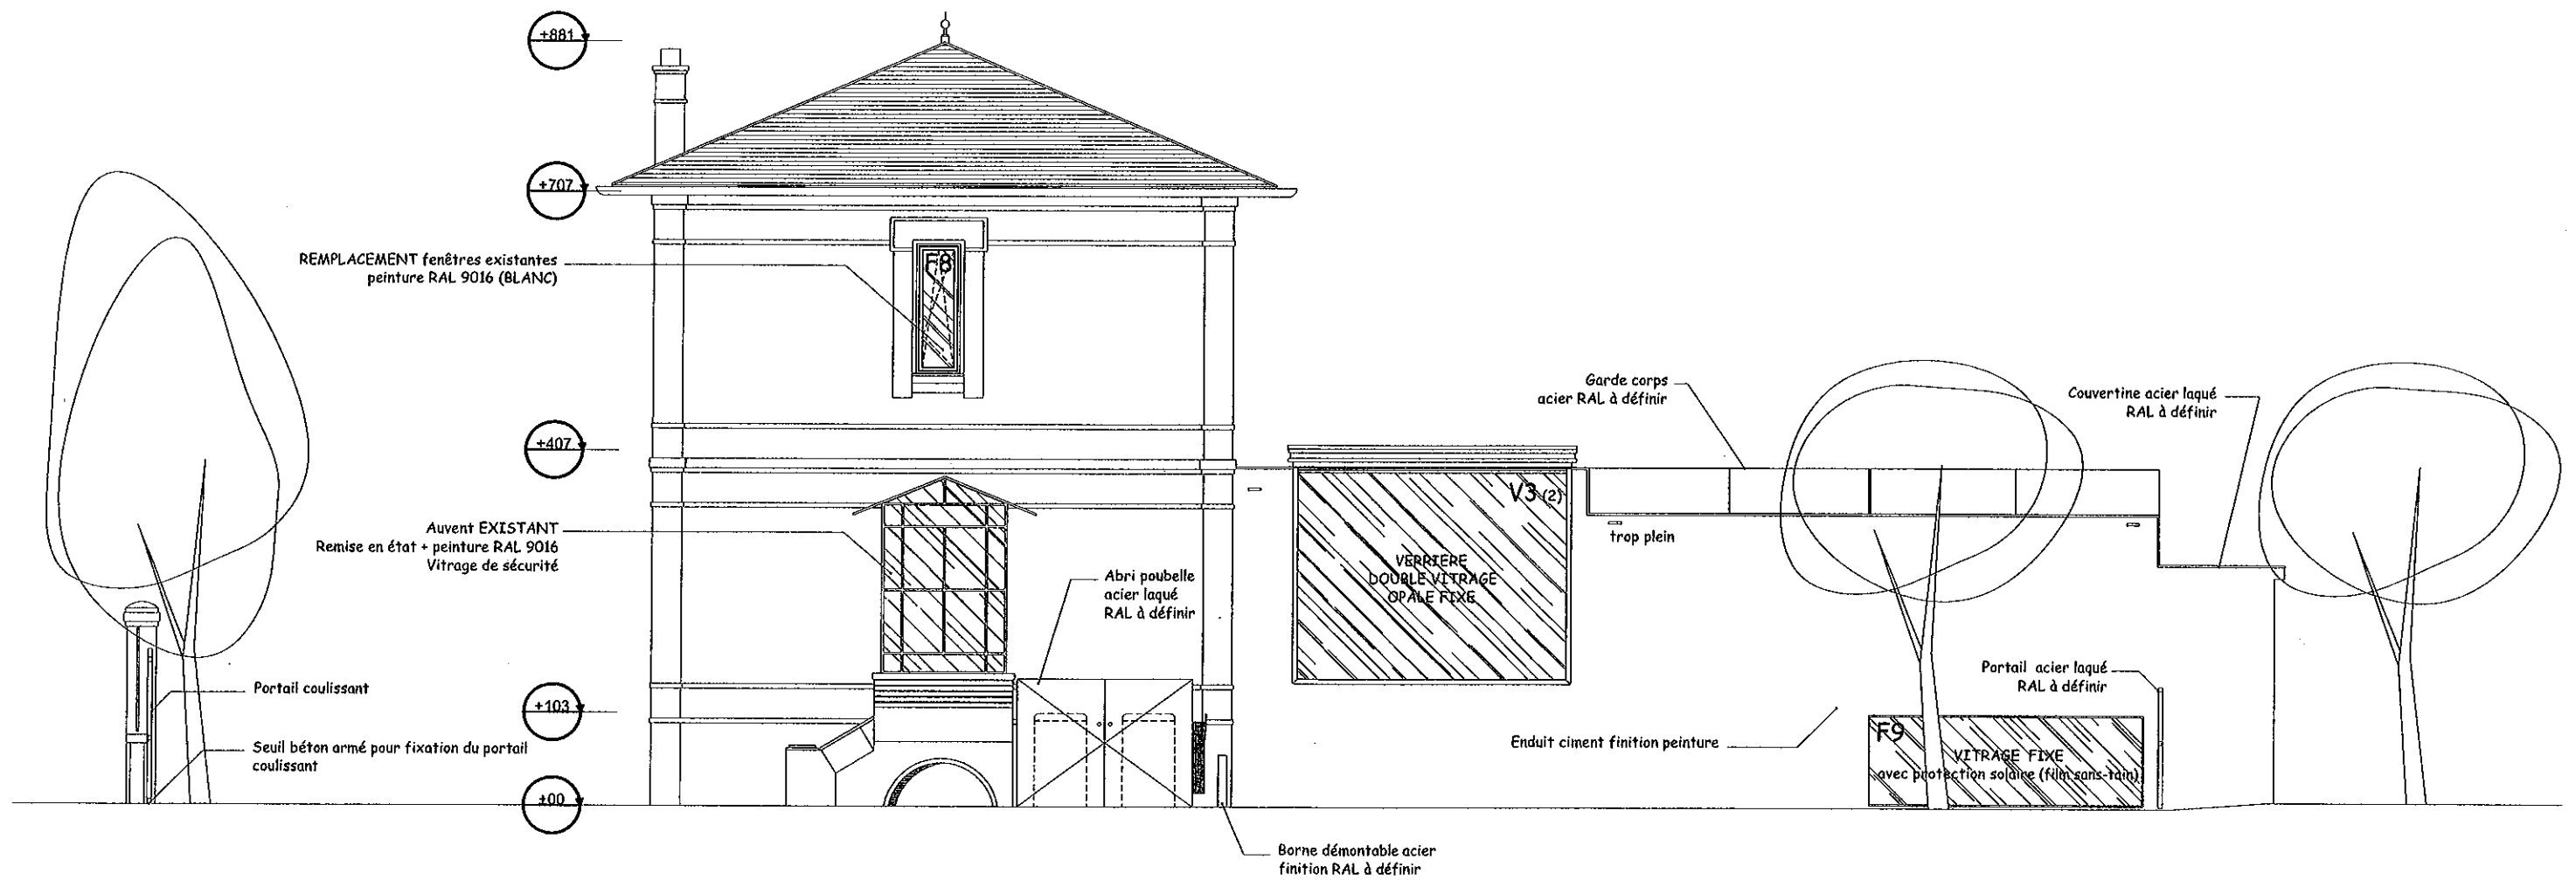 +881
+707
REMPLACEMENT fenêtres existantes
peinture RAL 9016 (BLANC)
F8
Garde corps
acier RAL à définir
Couvertine acier laqué
RAL à définir
+407
V3 (2)
Auvent EXISTANT
Remise en état + peinture RAL 9016
Vitrage de sécurité
trop plein
VERRIERE
DOUBLE VITRAGE
OPALE FIXE
Abri poubelle
acier laqué
RAL à définir
Portail acier laqué
RAL à définir
Portail coulissant
+103
Seuil béton armé pour fixation du portail
coulissant
Enduit ciment finition peinture
F9
VITRAGE FIXE
avec protection solaire (film sans-tain)
±00
Borne démontable acier
finition RAL à définir